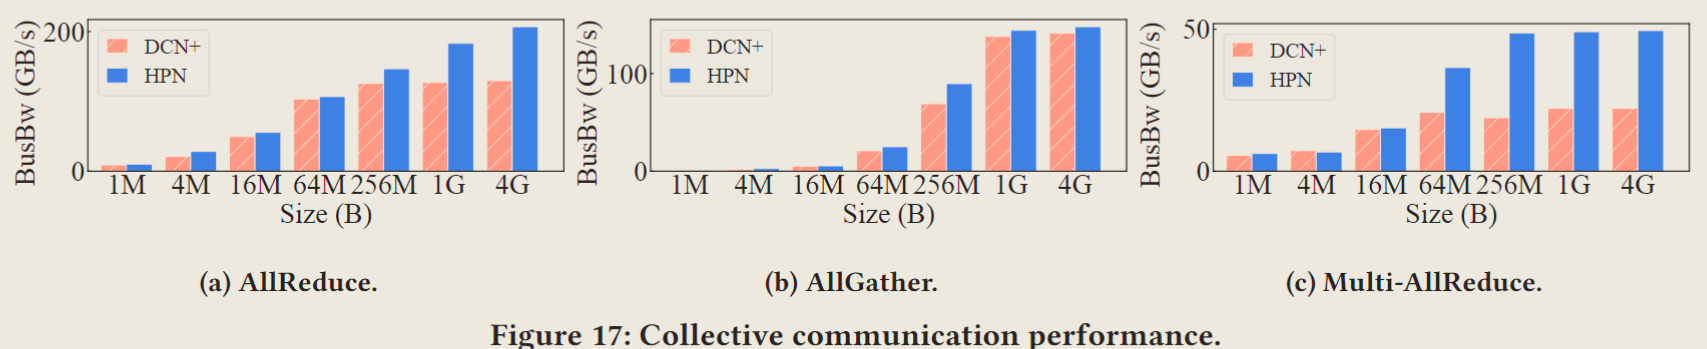 BusBw (GB/s)
200
0
DCN+
HPN
1M 4M 16M 64M 256M 1G 4G
Size (B)
(a) AllReduce.
BusBw (GB/s)
100
0
DCN+
HPN
1M 4M 16M 64M 256M 1G 4G
Size (B)
(b) AllGather.
BusBw (GB/s)
50
0
DCN+
HPN
1M 4M 16M 64M 256M 1G 4G
Size (B)
(c) Multi-AllReduce.
Figure 17: Collective communication performance.